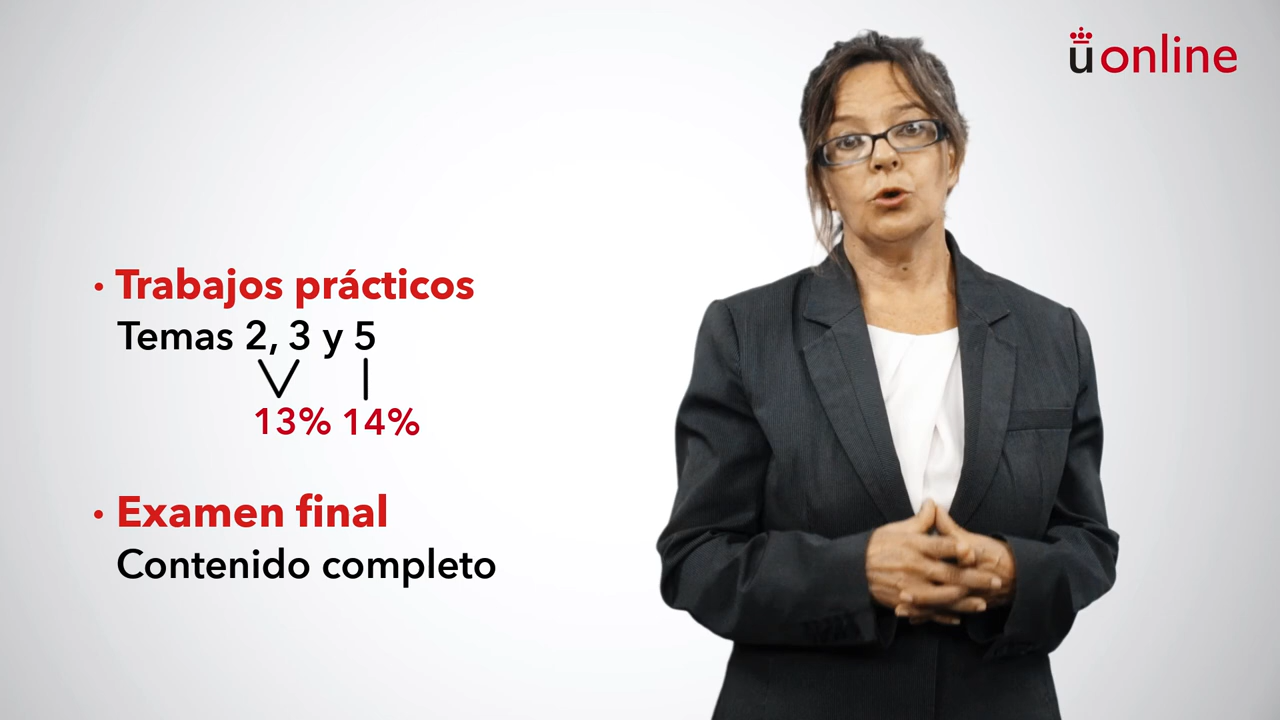 ü online
· Trabajos prácticos
Temas 2, 3 y 5
13% 14%
· Examen final
Contenido completo